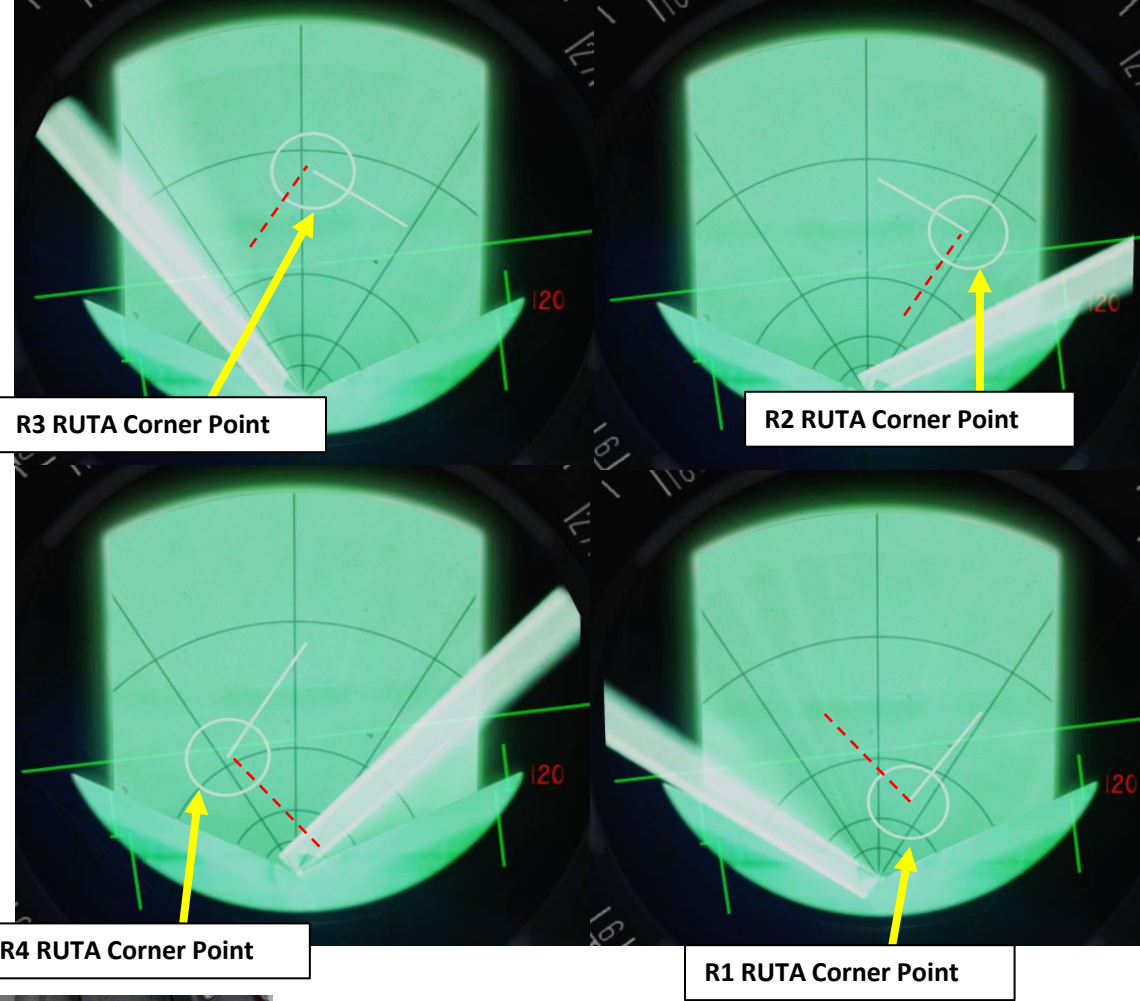 120
120
R3 RUTA Corner Point
R2 RUTA Corner Point
120
120
R4 RUTA Corner Point
R1 RUTA Corner Point